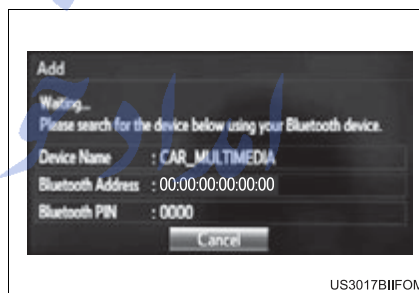 Add
Waiting...
Please search for the device below using your Bluetooth device.
Device Name : CAR_MULTIMEDIA
Bluetooth Address : 00:00:00:00:00:00
Bluetooth PIN : 0000
Cancel
US3017BIIFOM